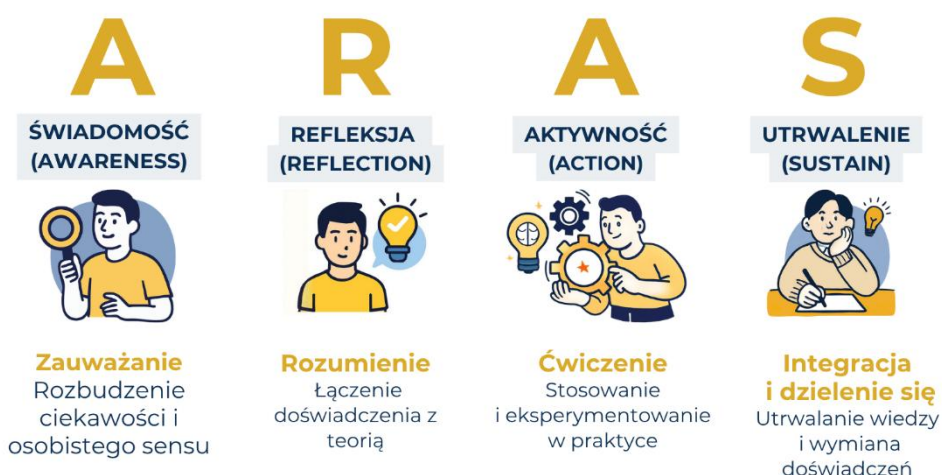 A
ŚWIADOMOŚĆ
(AWARENESS)
Zauważanie
Rozbudzenie
ciekawości i
osobistego sensu
R
REFLEKSJA
(REFLECTION)
Rozumienie
Łączenie
doświadczenia z
teorią
A
AKTYWNOŚĆ
(ACTION)
Ćwiczenie
Stosowanie
i eksperymentowanie
w praktyce
S
UTRWALENIE
(SUSTAIN)
Integracja
i dzielenie się
Utrwalanie wiedzy
i wymiana
doświadczeń